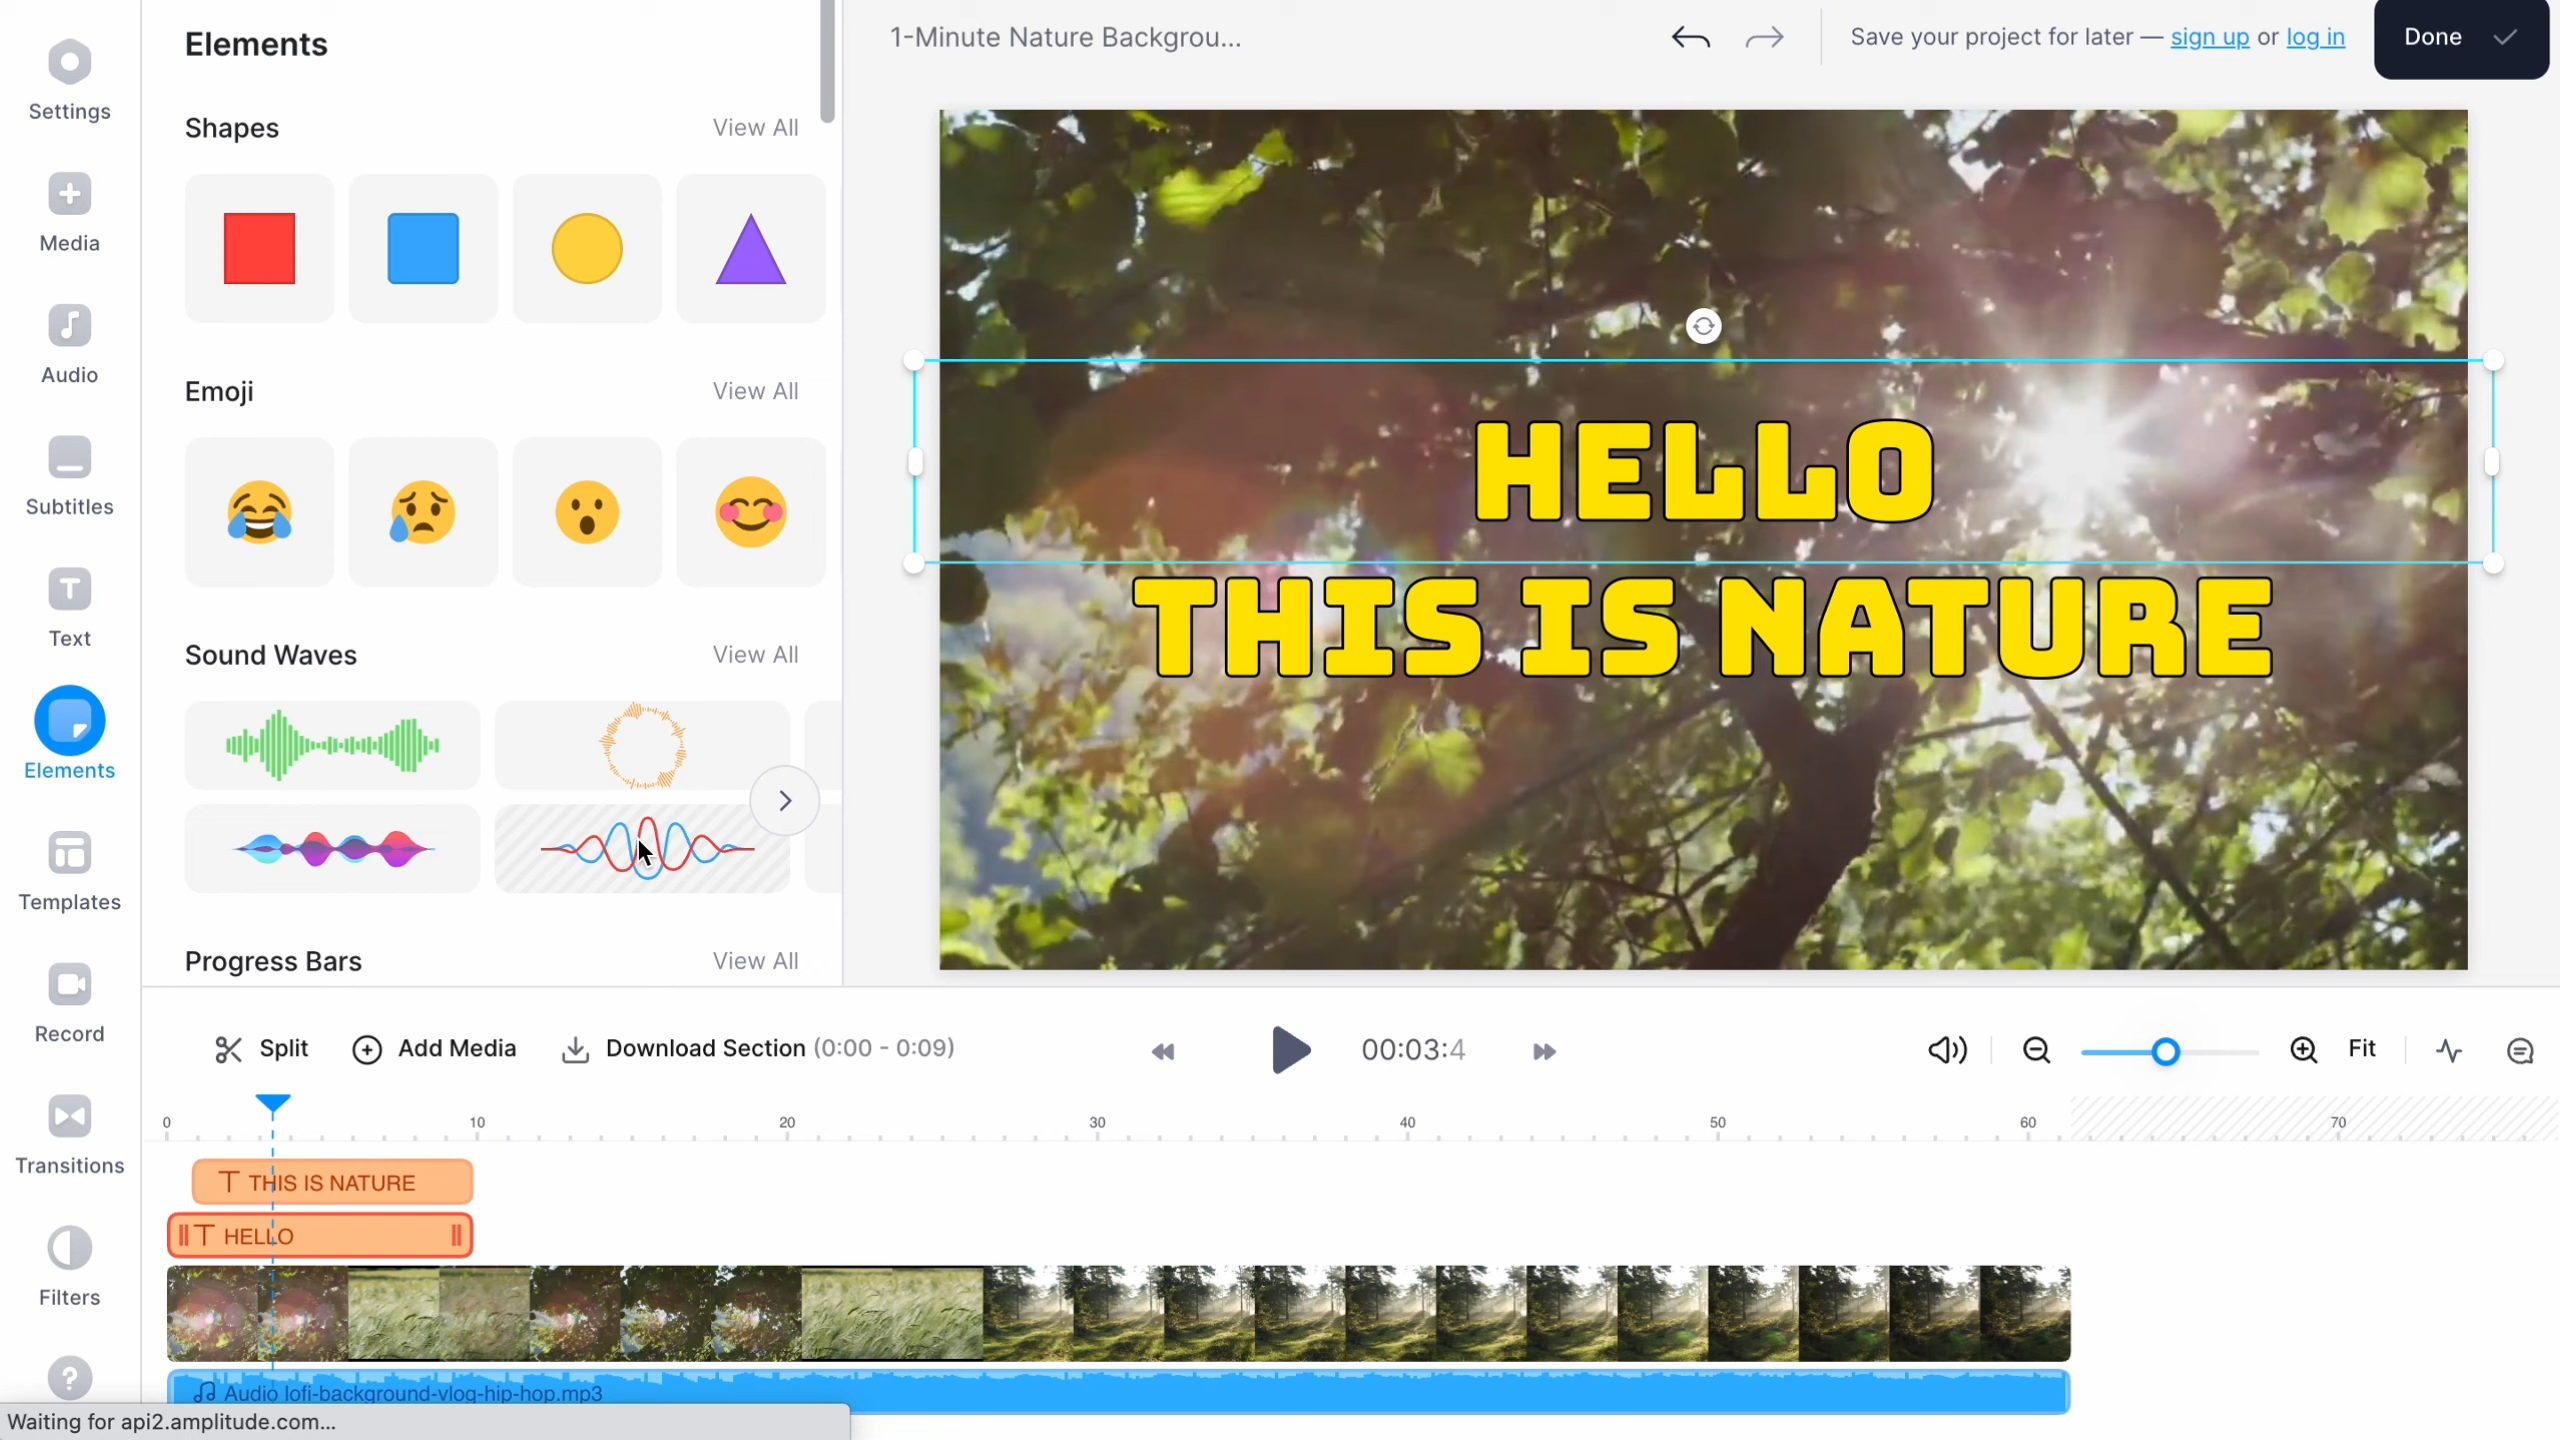 Settings
Media
Audio
Subtitles
Text
Elements
Templates
Record
Transitions
Filters
Elements
Shapes View All
Emoji View All
Sound Waves View All
Progress Bars View All
1-Minute Nature Backgrou...
Save your project for later — sign up or log in
Done
HELLO
THIS IS NATURE
Split Add Media Download Section (0:00 - 0:09)
00:03:4
Fit
0 10 20 30 40 50 60 70
T THIS IS NATURE
T HELLO
Audio lofi-background-vlog-hip-hop.mp3
Waiting for api2.amplitude.com...